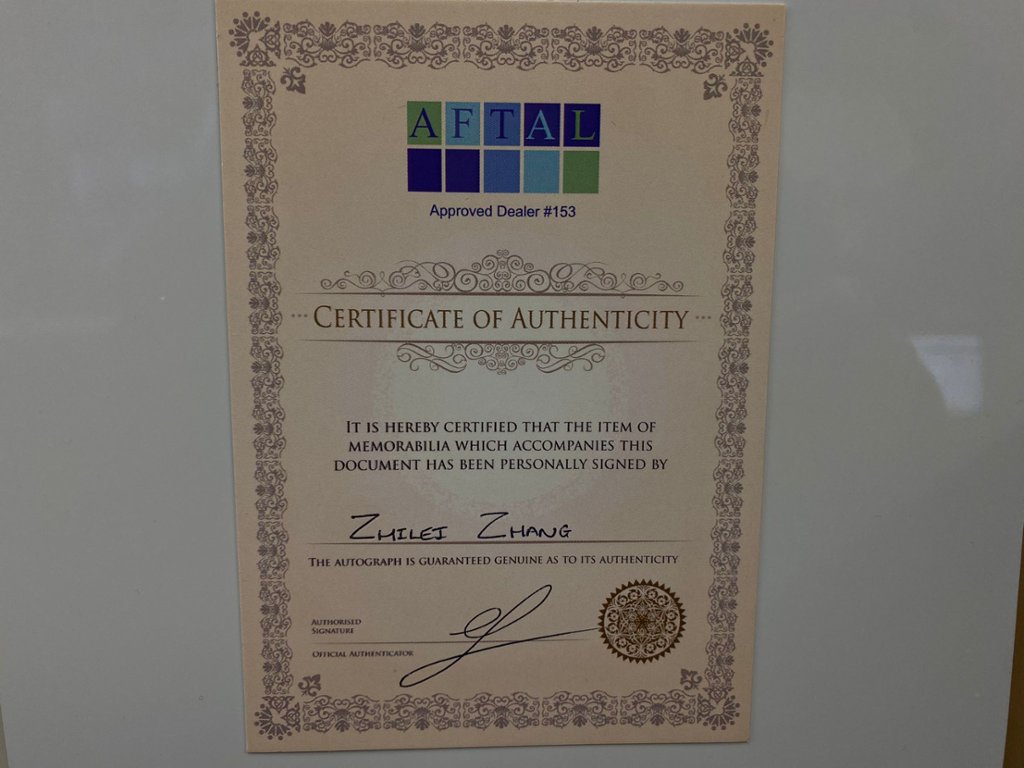 AFTAL
Approved Dealer #153
CERTIFICATE OF AUTHENTICITY
IT IS HEREBY CERTIFIED THAT THE ITEM OF
MEMORABILIA WHICH ACCOMPANIES THIS
DOCUMENT HAS BEEN PERSONALLY SIGNED BY
ZHILEI ZHANG
THE AUTOGRAPH IS GUARANTEED GENUINE AS TO ITS AUTHENTICITY
AUTHORISED
SIGNATURE
OFFICIAL AUTHENTICATOR